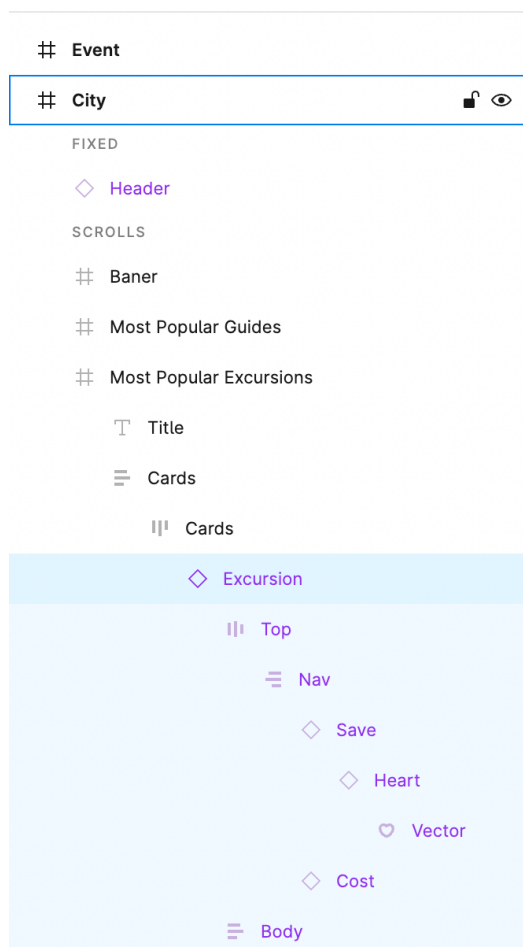 Event
City
FIXED
Header
SCROLLS
Baner
Most Popular Guides
Most Popular Excursions
Title
Cards
Cards
Excursion
Top
Nav
Save
Heart
Vector
Cost
Body